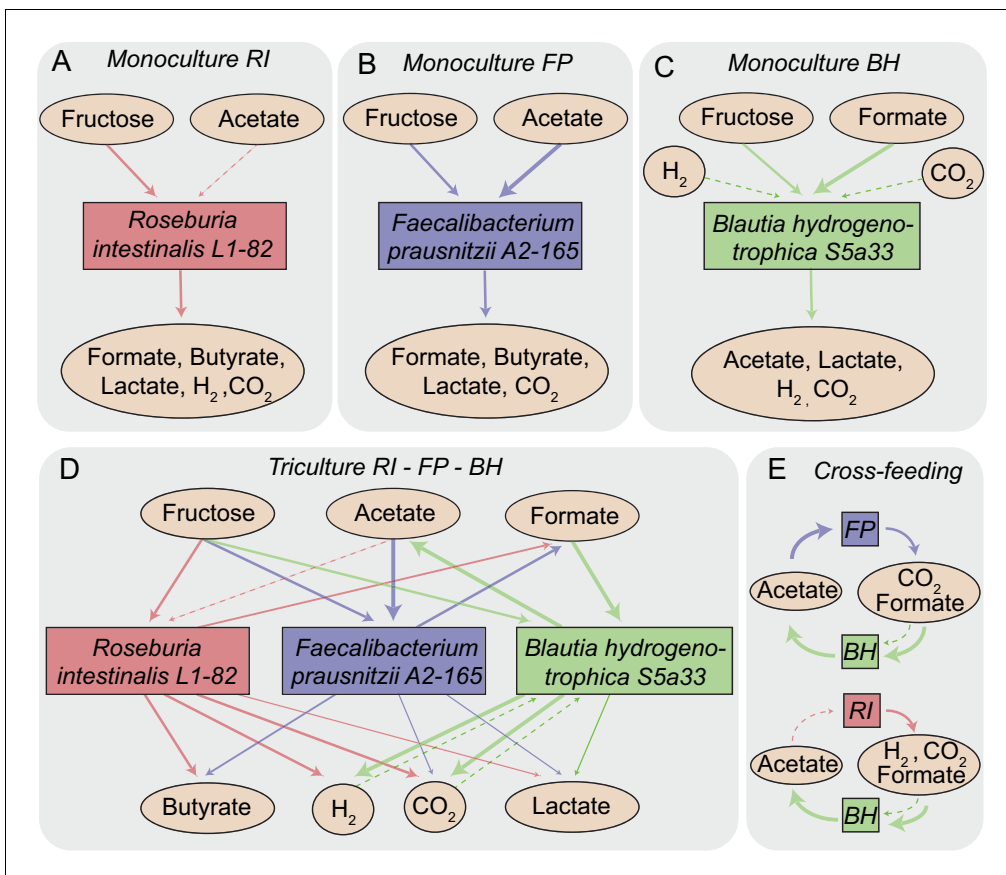 A
Monoculture RI
Fructose
Acetate
Roseburia
intestinalis L1-82
Formate, Butyrate,
Lactate, H2 ,CO2
B
Monoculture FP
Fructose
Acetate
Faecalibacterium
prausnitzii A2-165
Formate, Butyrate,
Lactate, CO2
C
Monoculture BH
Fructose
Formate
H2
CO2
Blautia hydrogeno-
trophica S5a33
Acetate, Lactate,
H2, CO2
D
Triculture RI - FP - BH
Fructose
Acetate
Formate
Roseburia
intestinalis L1-82
Faecalibacterium
prausnitzii A2-165
Blautia hydrogeno-
trophica S5a33
Butyrate
H2
CO2
Lactate
E
Cross-feeding
FP
Acetate
CO2
Formate
BH
RI
Acetate
H2, CO2
Formate
BH